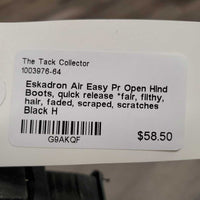 The Tack Collector
1003976-64
Eskadron Air Easy Pr Open Hind
Boots, quick release *fair, filthy,
hair, faded, scraped, scratches
Black H
G9AKQF
$58.50